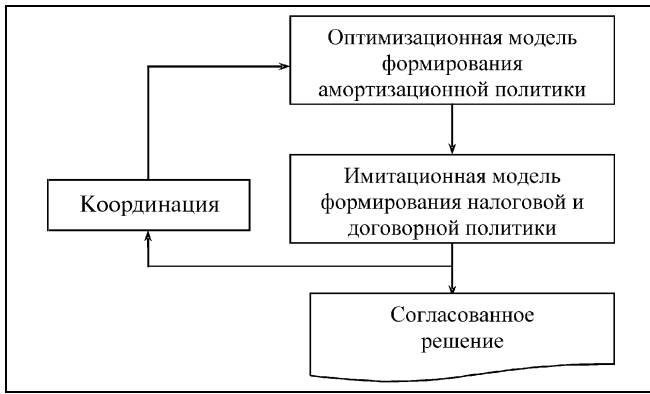 Оптимизационная модель
формирования
амортизационной политики
Имитационная модель
формирования налоговой и
договорной политики
Координация
Согласованное
решение